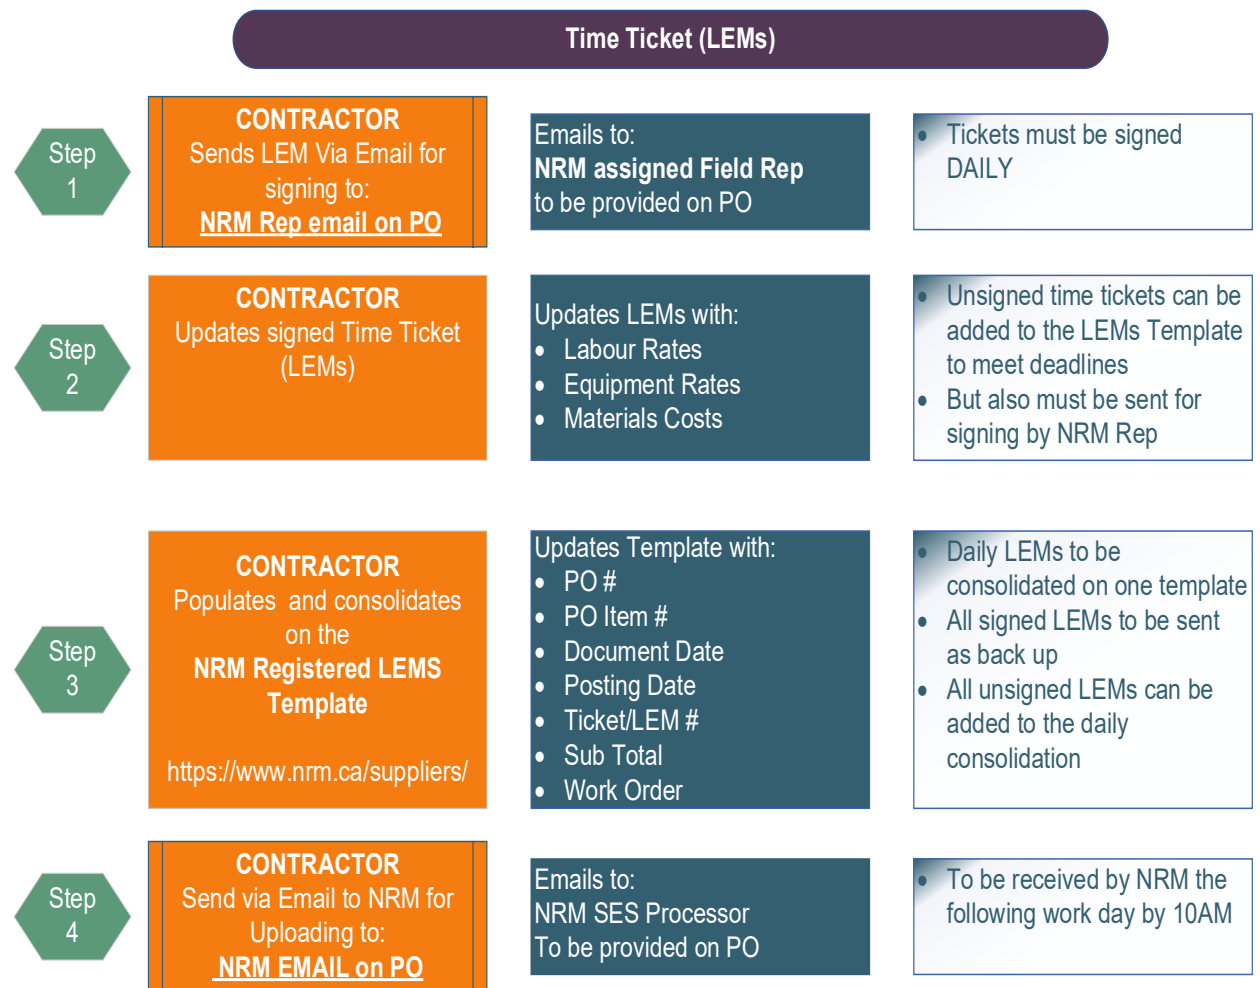 Time Ticket (LEMs)
Step
1
CONTRACTOR
Sends LEM Via Email for
signing to:
NRM Rep email on PO
Emails to:
NRM assigned Field Rep
to be provided on PO
• Tickets must be signed
DAILY
Step
2
CONTRACTOR
Updates signed Time Ticket
(LEMs)
Updates LEMs with:
• Labour Rates
• Equipment Rates
• Materials Costs
• Unsigned time tickets can be
added to the LEMs Template
to meet deadlines
• But also must be sent for
signing by NRM Rep
Step
3
CONTRACTOR
Populates and consolidates
on the
NRM Registered LEMS
Template
https://www.nrm.ca/suppliers/
Updates Template with:
• PO #
• PO Item #
• Document Date
• Posting Date
• Ticket/LEM #
• Sub Total
• Work Order
• Daily LEMs to be
consolidated on one template
• All signed LEMs to be sent
as back up
• All unsigned LEMs can be
added to the daily
consolidation
Step
4
CONTRACTOR
Send via Email to NRM for
Uploading to:
NRM EMAIL on PO
Emails to:
NRM SES Processor
To be provided on PO
• To be received by NRM the
following work day by 10AM